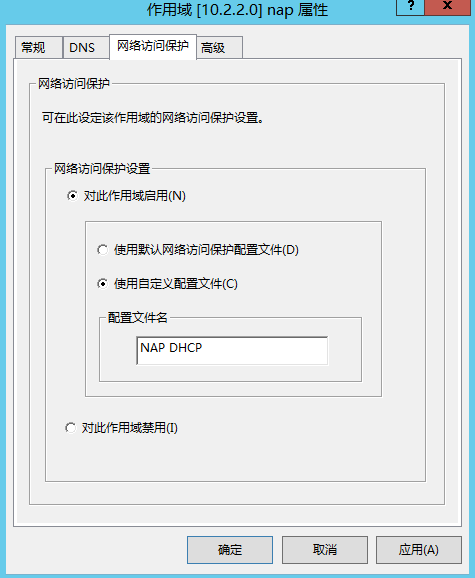 作用域 [10.2.2.0] nap 属性
? x
常规 DNS 网络访问保护 高级
网络访问保护
可在此设定该作用域的网络访问保护设置。
网络访问保护设置
对此作用域启用(N)
使用默认网络访问保护配置文件(D)
使用自定义配置文件(C)
配置文件名
NAP DHCP
对此作用域禁用(I)
确定 取消 应用(A)